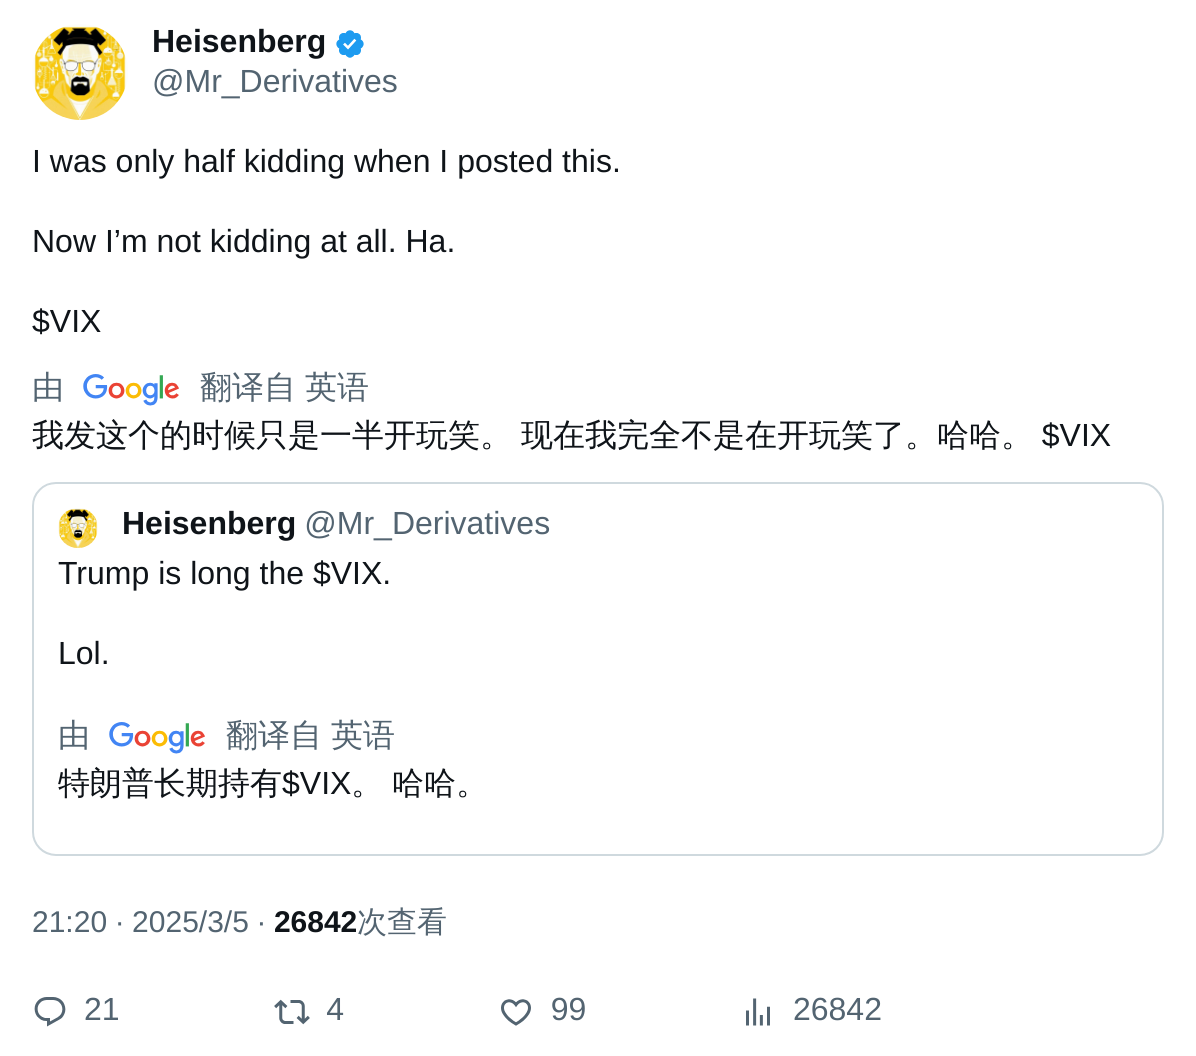 Heisenberg
@Mr_Derivatives
I was only half kidding when I posted this.
Now I’m not kidding at all. Ha.
$VIX
由 Google 翻译自 英语
我发这个的时候只是一半开玩笑。 现在我完全不是在开玩笑了。哈哈。 $VIX
Heisenberg @Mr_Derivatives
Trump is long the $VIX.
Lol.
由 Google 翻译自 英语
特朗普长期持有$VIX。 哈哈。
21:20 · 2025/3/5 · 26842次查看
21 4 99 26842